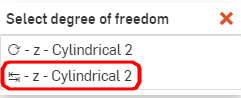 Select degree of freedom
- z - Cylindrical 2
- z - Cylindrical 2